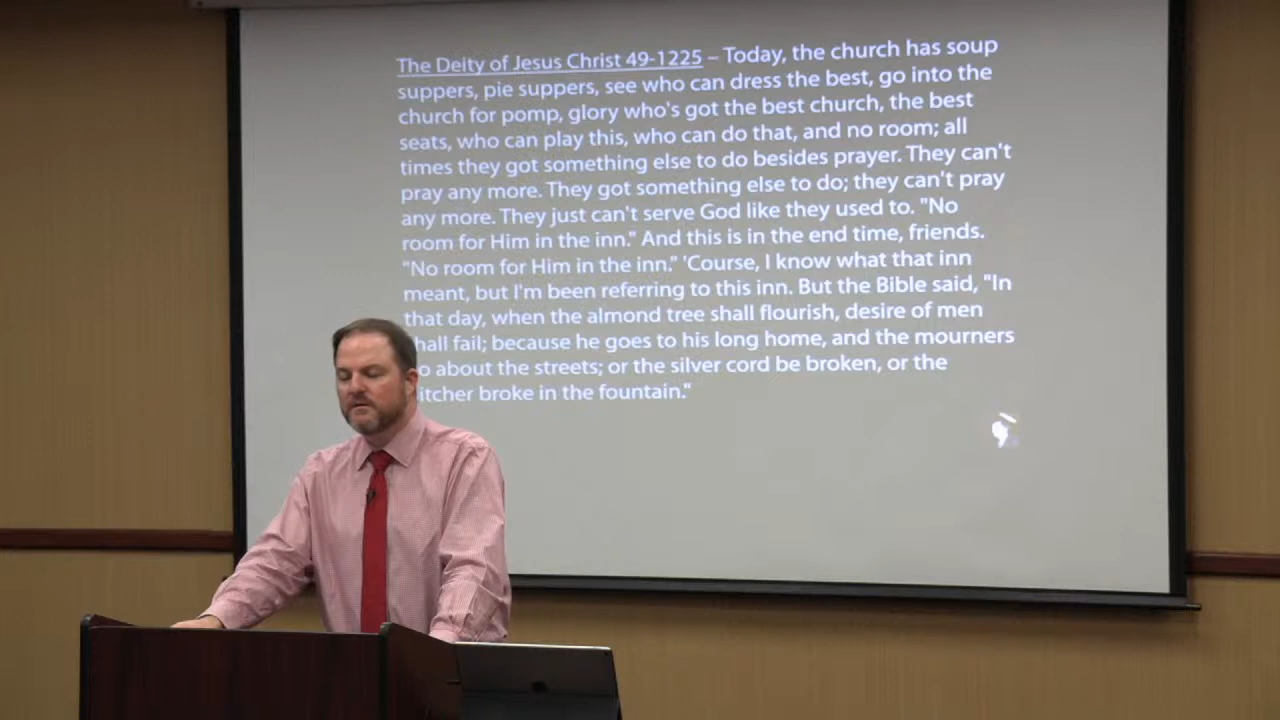 The Deity of Jesus Christ 49-1225 – Today, the church has soup
suppers, pie suppers, see who can dress the best, go into the
church for pomp, glory who's got the best church, the best
seats, who can play this, who can do that, and no room; all
times they got something else to do besides prayer. They can't
pray any more. They got something else to do; they can't pray
any more. They just can't serve God like they used to. "No
room for Him in the inn." And this is in the end time, friends.
"No room for Him in the inn." 'Course, I know what that inn
meant, but I'm been referring to this inn. But the Bible said, "In
that day, when the almond tree shall flourish, desire of men
hall fail; because he goes to his long home, and the mourners
o about the streets; or the silver cord be broken, or the
itcher broke in the fountain."